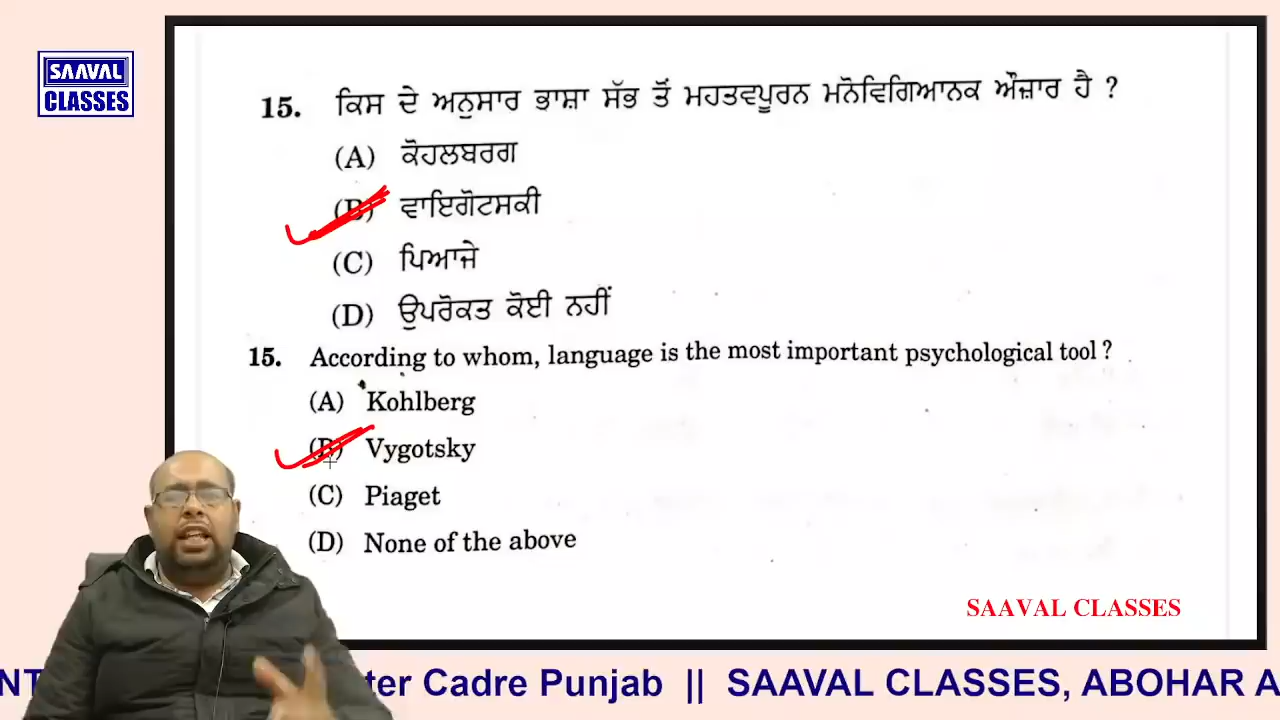 SAAVAL
CLASSES
15. ਕਿਸ ਦੇ ਅਨੁਸਾਰ ਭਾਸ਼ਾ ਸੱਭ ਤੋਂ ਮਹਤਵਪੂਰਨ ਮਨੋਵਿਗਿਆਨਕ ਔਜ਼ਾਰ ਹੈ ?
(A) ਕੋਹਲਬਰਗ
(B) ਵਾਇਗੋਟਸਕੀ
(C) ਪਿਆਜੇ
(D) ਉਪਰੋਕਤ ਕੋਈ ਨਹੀਂ
15. According to whom, language is the most important psychological tool ?
(A) Kohlberg
(B) Vygotsky
(C) Piaget
(D) None of the above
SAAVAL CLASSES
ter Cadre Punjab || SAAVAL CLASSES, ABOHAR A